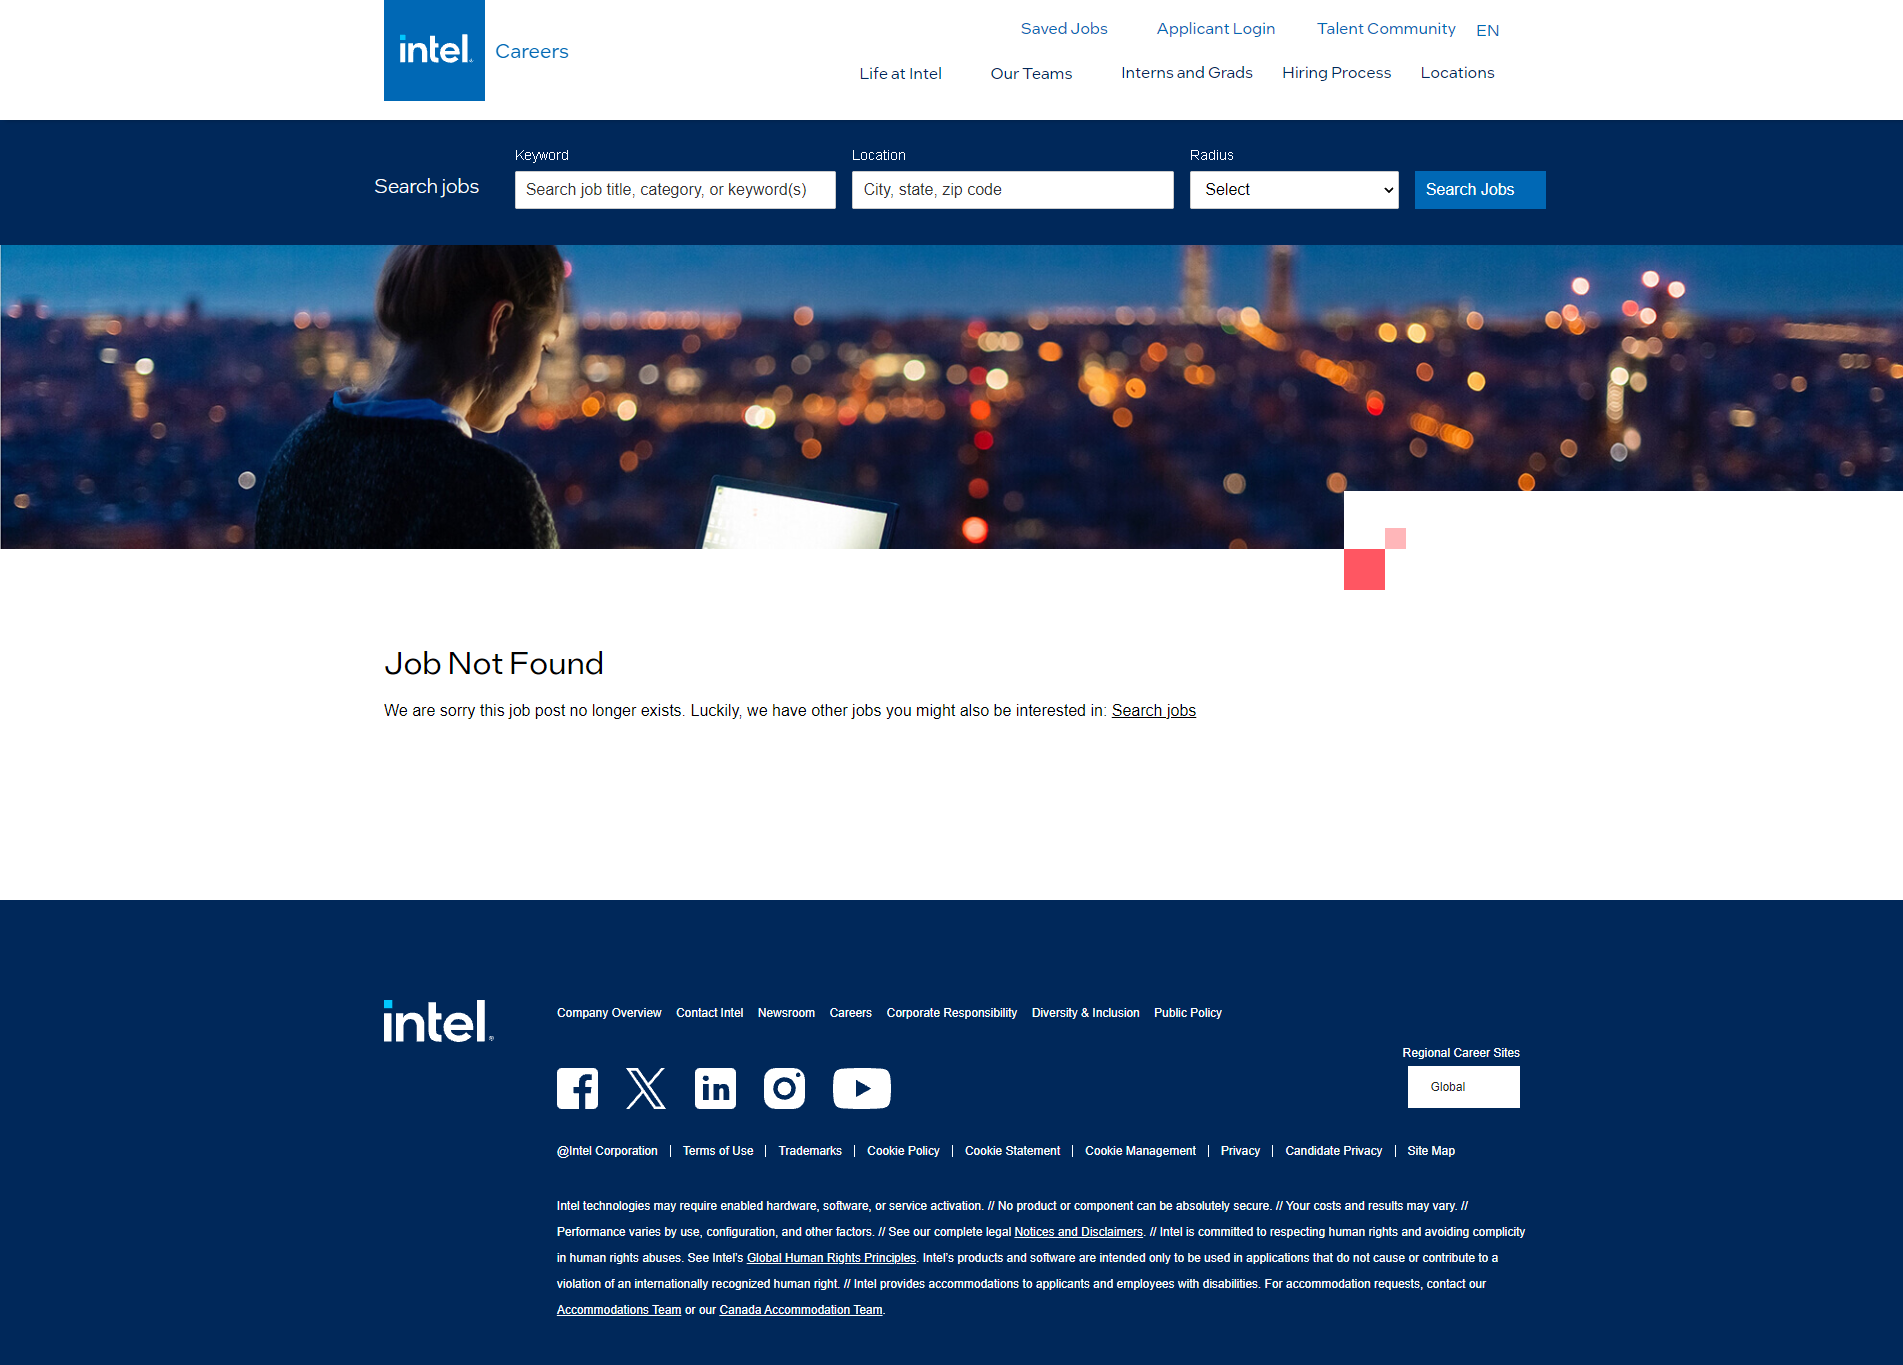 Saved Jobs Applicant Login Talent Community EN
intel. Careers
Life at Intel Our Teams Interns and Grads Hiring Process Locations
Keyword Location Radius
Search jobs Search job title, category, or keyword(s) City, state, zip code Select Search Jobs
Job Not Found
We are sorry this job post no longer exists. Luckily, we have other jobs you might also be interested in: Search jobs
intel.
Company Overview Contact Intel Newsroom Careers Corporate Responsibility Diversity & Inclusion Public Policy
Regional Career Sites
Global
@Intel Corporation | Terms of Use | Trademarks | Cookie Policy | Cookie Statement | Cookie Management | Privacy | Candidate Privacy | Site Map
Intel technologies may require enabled hardware, software, or service activation. // No product or component can be absolutely secure. // Your costs and results may vary. //
Performance varies by use, configuration, and other factors. // See our complete legal Notices and Disclaimers. // Intel is committed to respecting human rights and avoiding complicity
in human rights abuses. See Intel's Global Human Rights Principles. Intel's products and software are intended only to be used in applications that do not cause or contribute to a
violation of an internationally recognized human right. // Intel provides accommodations to applicants and employees with disabilities. For accommodation requests, contact our
Accommodations Team or our Canada Accommodation Team.